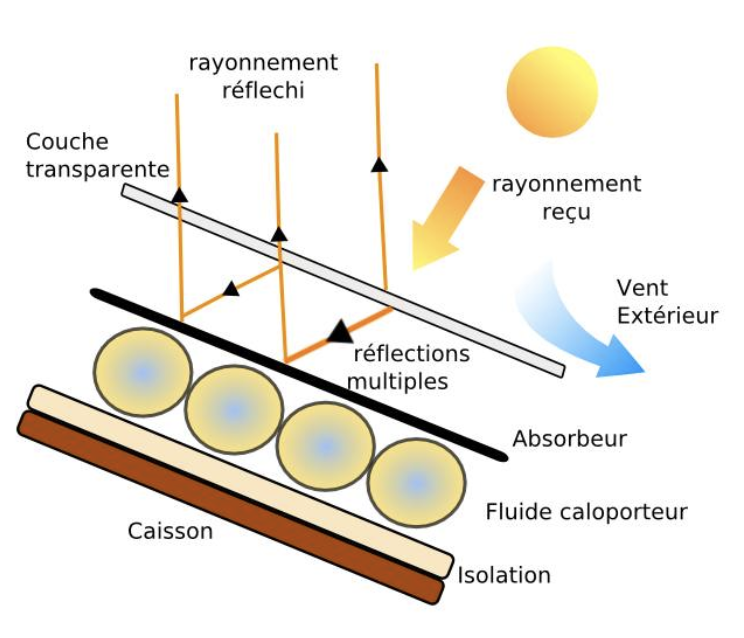 rayonnement
réflechi
Couche
transparente
rayonnement
reçu
Vent
Extérieur
réflections
multiples
Absorbeur
Fluide caloporteur
Caisson
Isolation